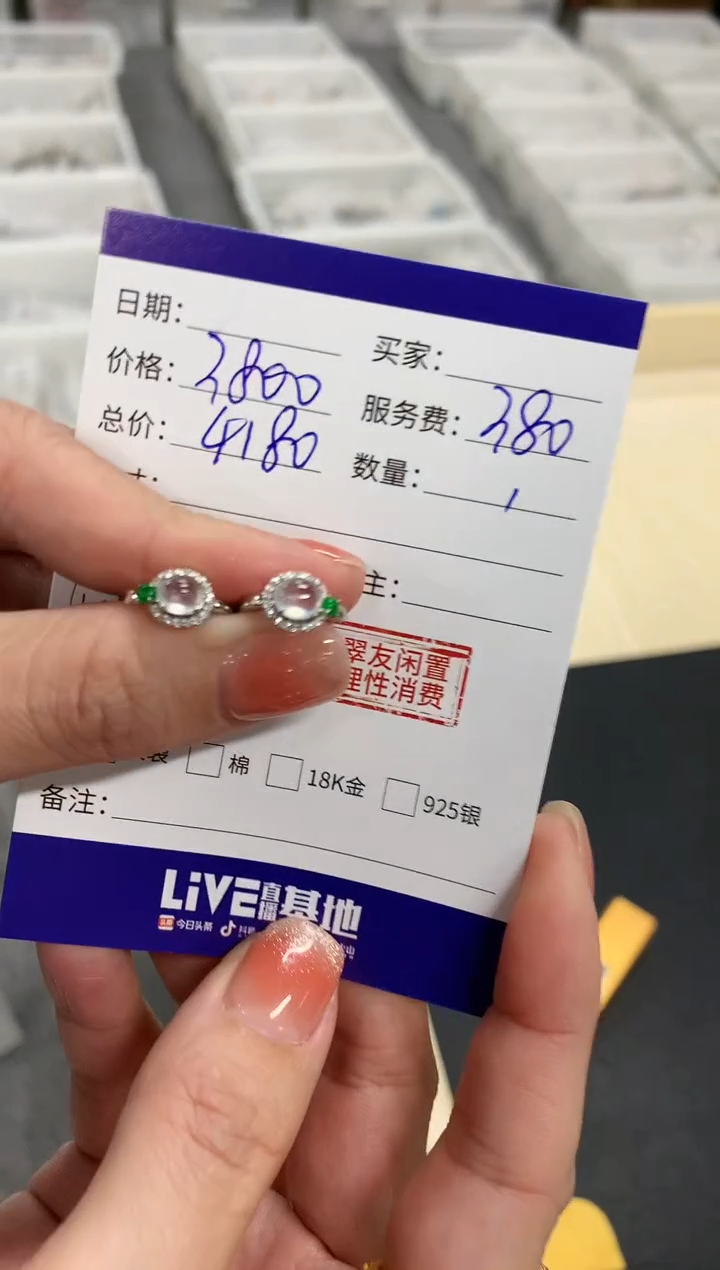 日期： 买家：
价格：3800 服务费：380
总价：4180 数量：1
主：
翠友闲置
理性消费
棉 18K金 925银
备注：
LiVE直播基地
今日头条